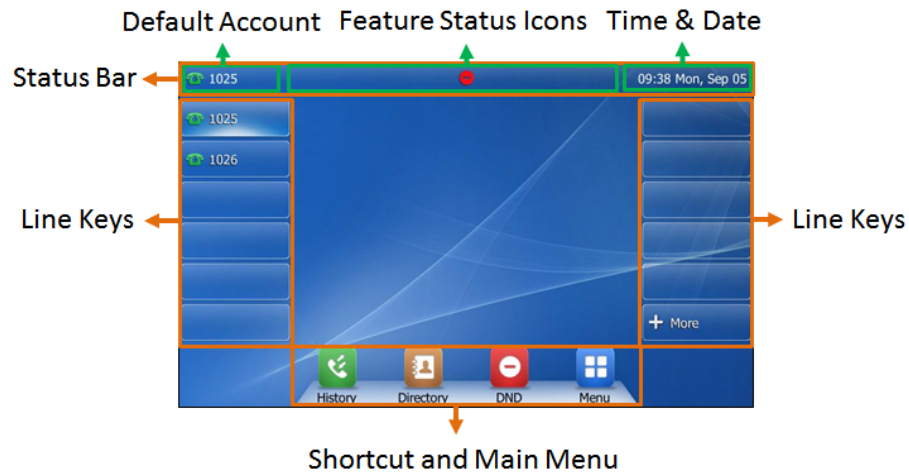 Default Account Feature Status Icons Time & Date
Status Bar 1025 09:38 Mon, Sep 05
1025
1026
Line Keys Line Keys
+ More
History Directory DND Menu
Shortcut and Main Menu